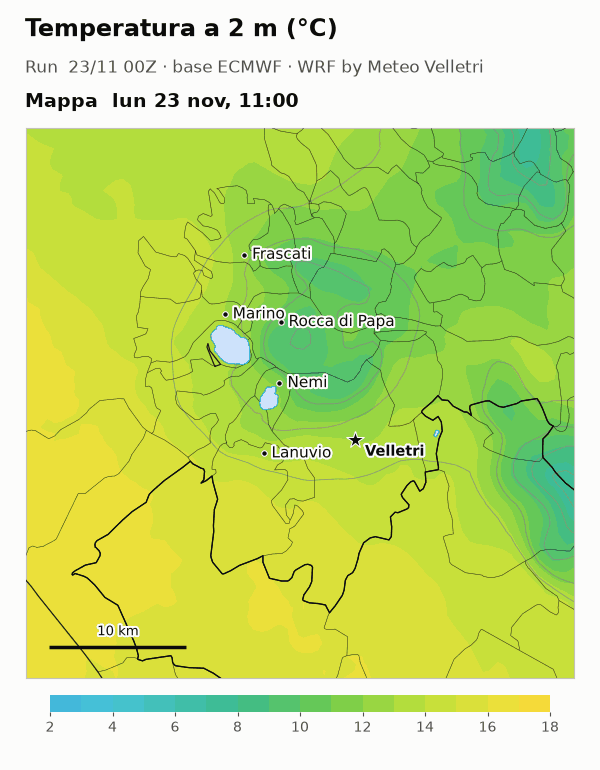 Temperatura a 2 m (°C)
Run  23/11 00Z · base ECMWF · WRF by Meteo Velletri
Mappa  lun 23 nov, 11:00
Frascati
Marino
Rocca di Papa
Nemi
Velletri
Lanuvio
10 km
2 4 6 8 10 12 14 16 18